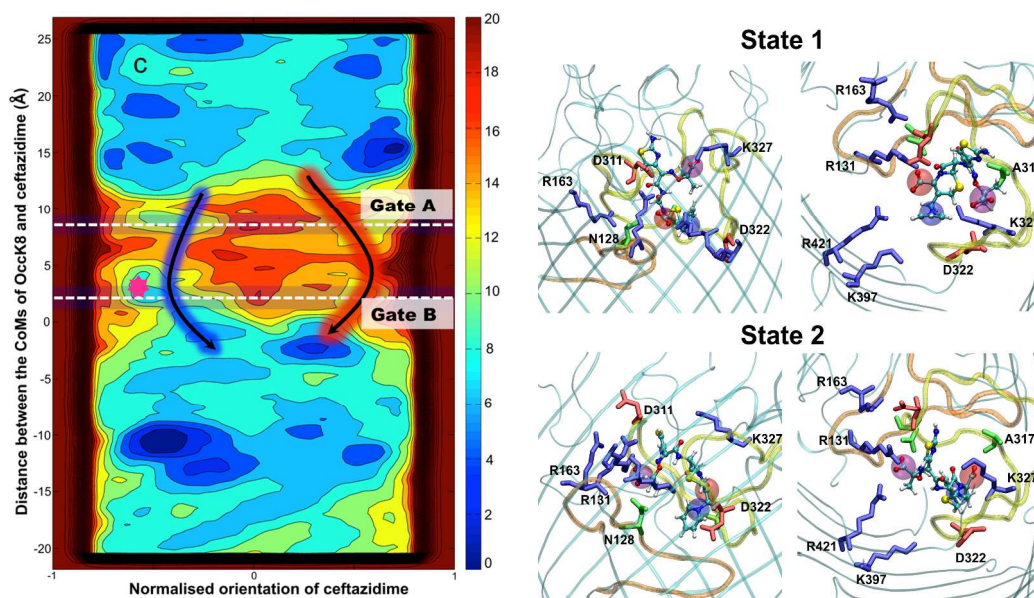 C
Gate A
Gate B
Distance between the CoMs of OccK8 and ceftazidime (Å)
25
20
15
10
5
0
-5
-10
-15
-20
-1
0
1
Normalised orientation of ceftazidime
20
18
16
14
12
10
8
6
4
2
0
State 1
D311
K327
R163
N128
D322
R163
R131
A31
K32
R421
D322
K397
State 2
D311
K327
R163
R131
D322
N128
R163
R131
A317
K327
R421
D322
K397